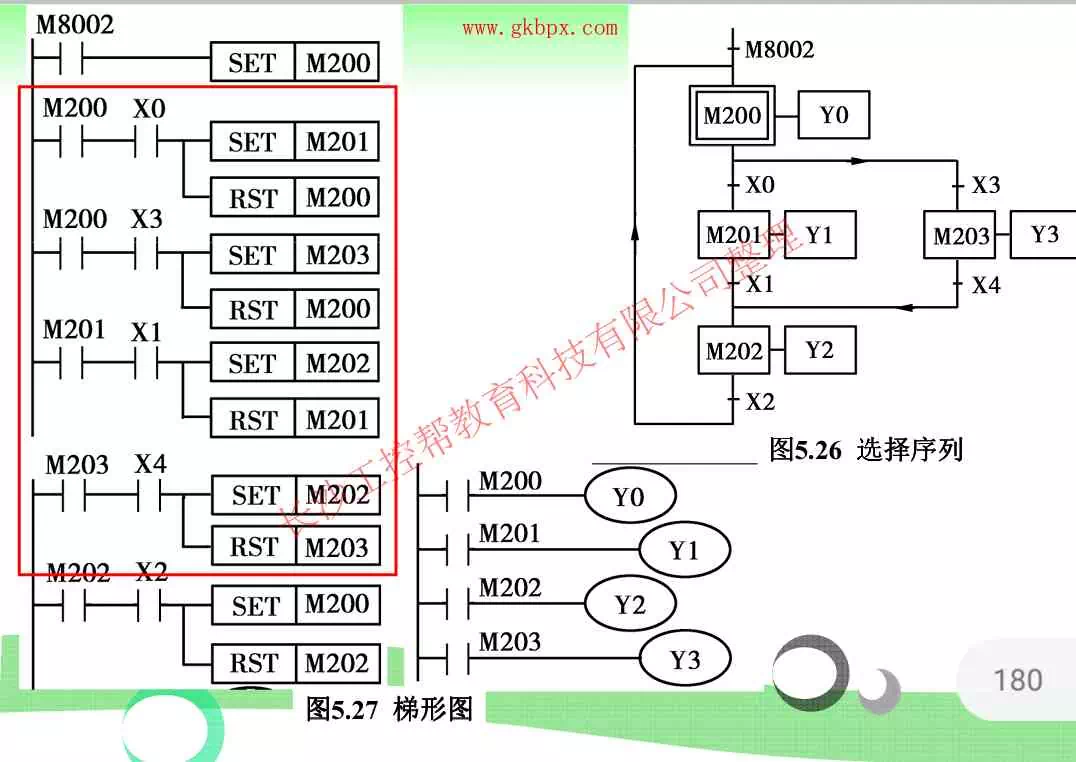 www.gkbpx.com
M8002
SET M200
M200 X0
SET M201
RST M200
M200 X3
SET M203
RST M200
M201 X1
SET M202
RST M201
M203 X4
SET M202
RST M203
M202 X2
SET M200
RST M202
图5.27 梯形图
M8002
M200 Y0
X0 X3
M201 Y1 M203 Y3
X1 X4
M202 Y2
X2
图5.26 选择序列
M200 Y0
M201 Y1
M202 Y2
M203 Y3
长沙工控帮教育科技有限公司整理
180